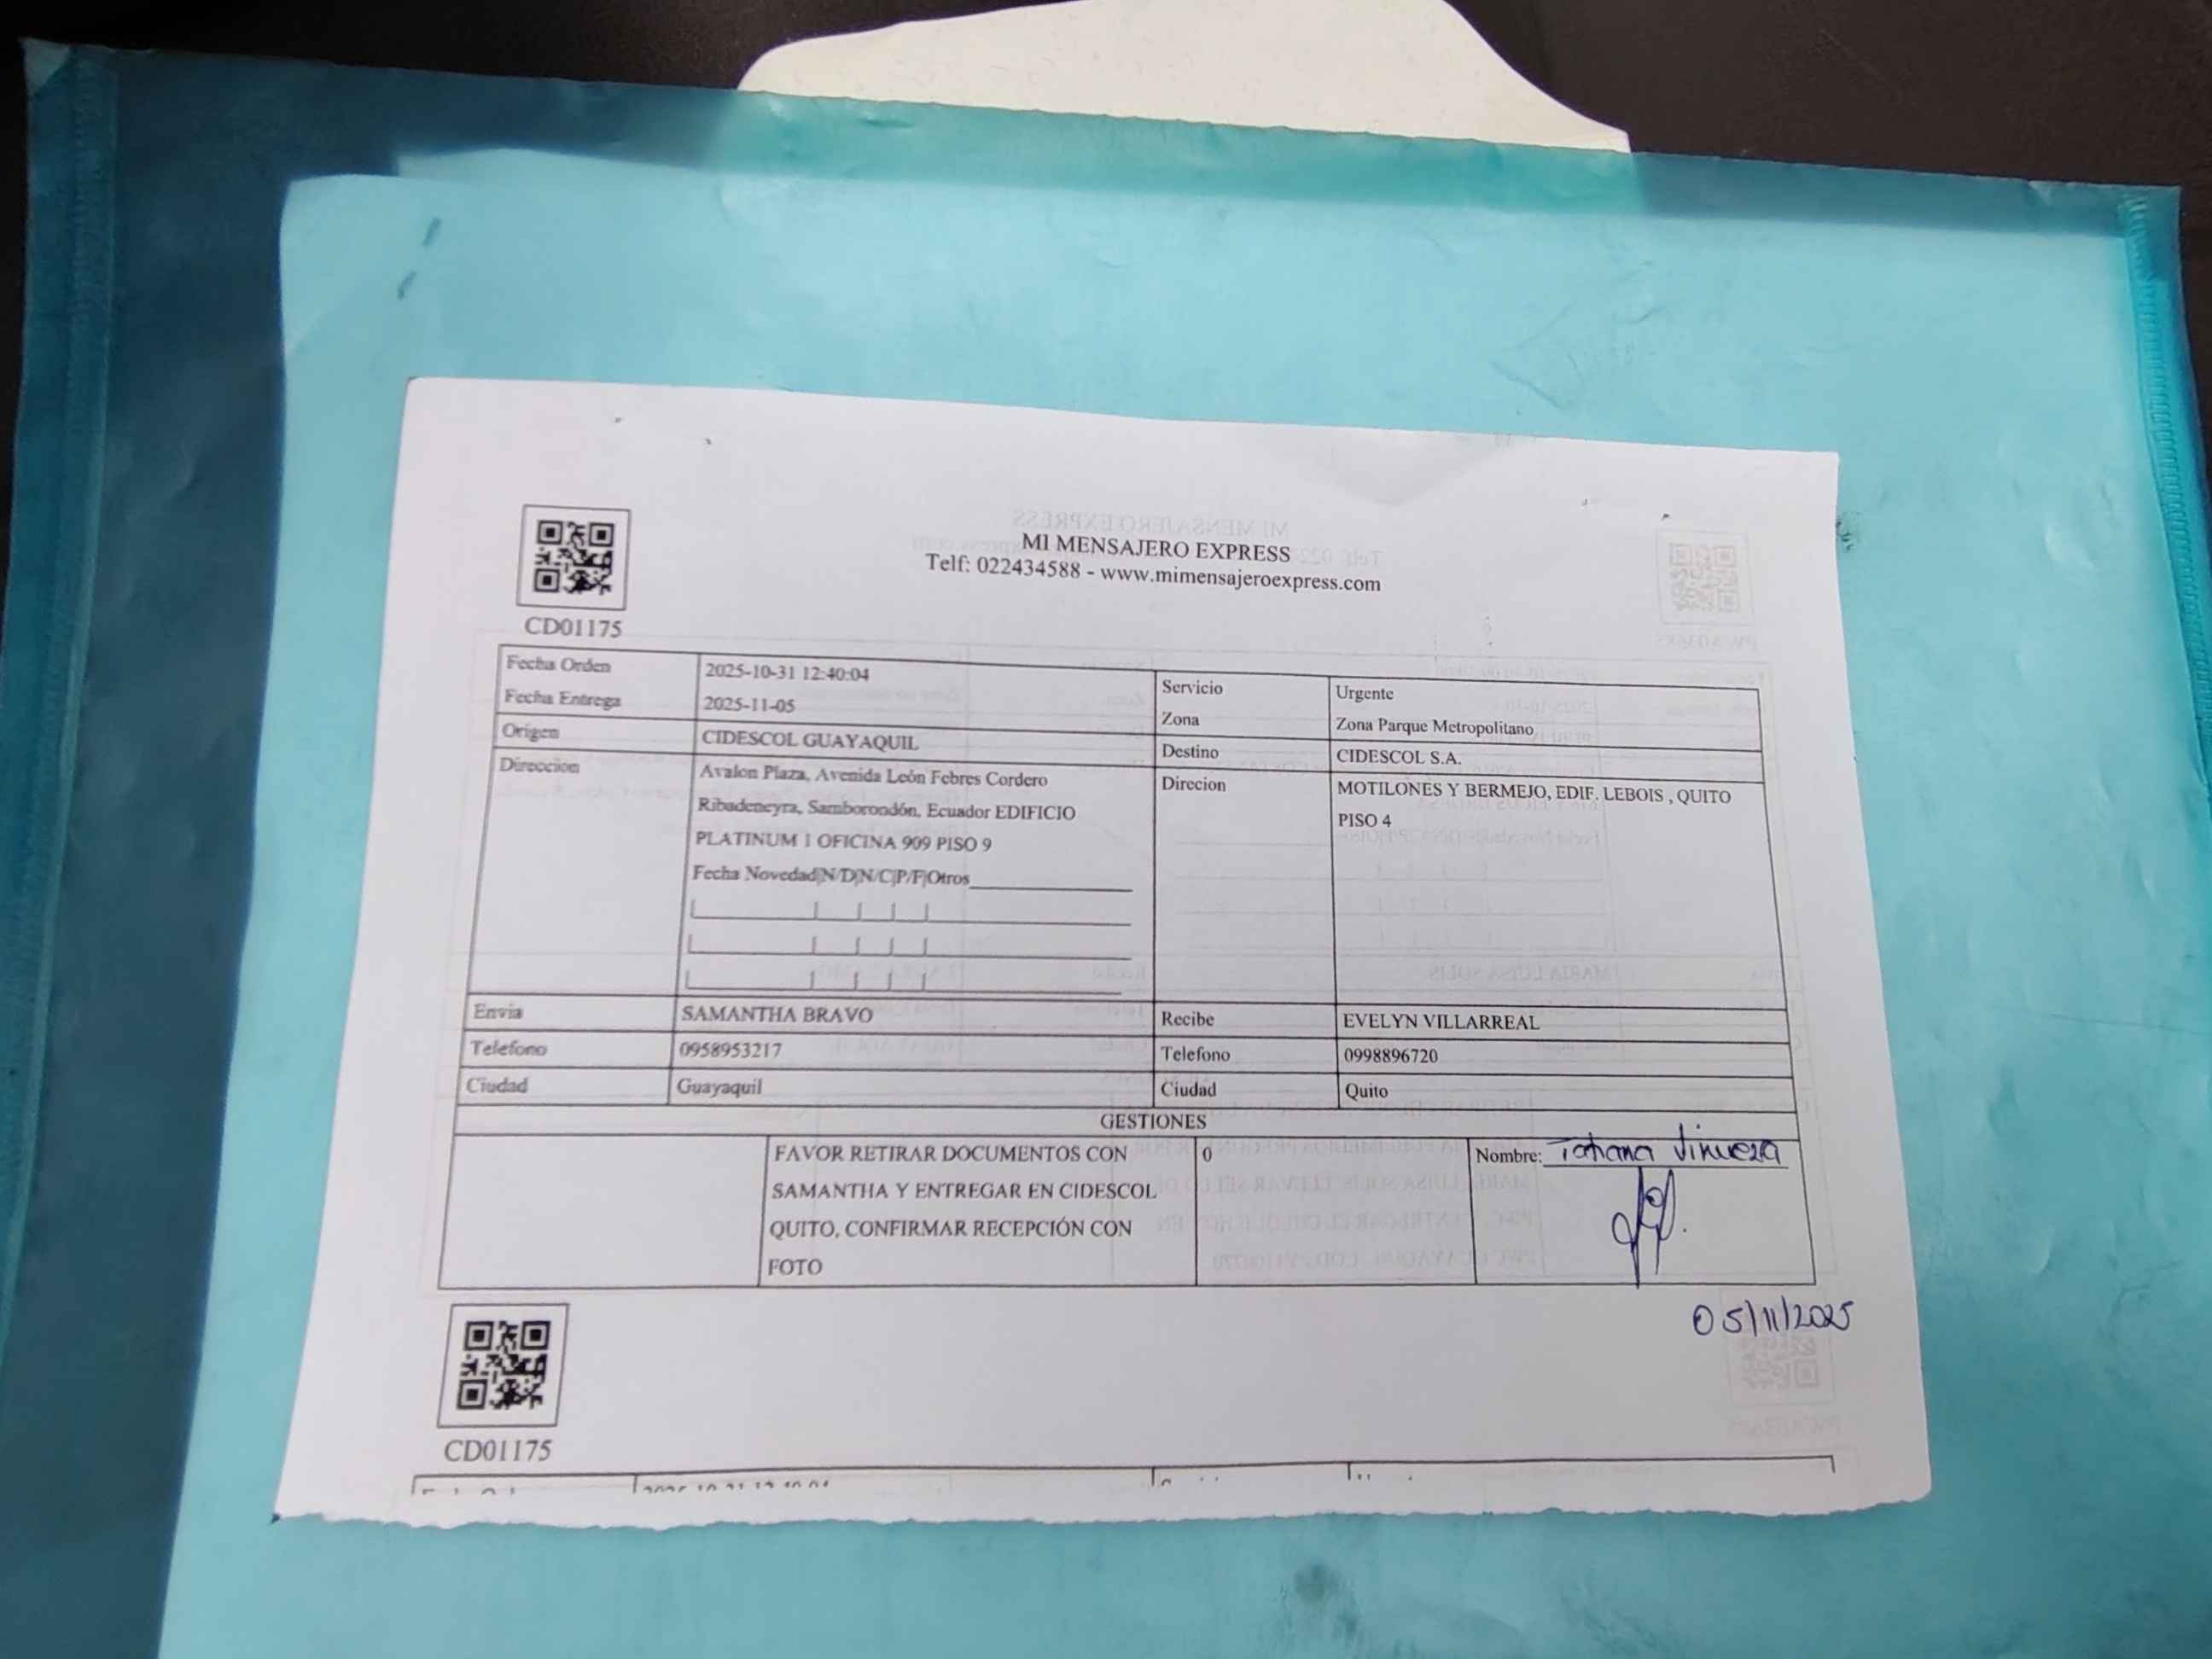 MI MENSAJERO EXPRESS
Telf: 022434588 - www.mimensajeroexpress.com
CD01175
Fecha Orden 2025-10-31 12:40:04 Servicio Urgente
Fecha Entrega 2025-11-05 Zona Zona Parque Metropolitano
Origen CIDESCOL GUAYAQUIL Destino CIDESCOL S.A.
Direccion Avalon Plaza, Avenida León Febres Cordero Direcion MOTILONES Y BERMEJO, EDIF. LEBOIS , QUITO
Ribadeneyra, Samborondón, Ecuador EDIFICIO PISO 4
PLATINUM 1 OFICINA 909 PISO 9
Fecha Novedad|N/D|N/C|P/F|Otros
Envia SAMANTHA BRAVO Recibe EVELYN VILLARREAL
Telefono 0958953217 Telefono 0998896720
Ciudad Guayaquil Ciudad Quito
GESTIONES
FAVOR RETIRAR DOCUMENTOS CON 0 Nombre: Tatiana
SAMANTHA Y ENTREGAR EN CIDESCOL
QUITO, CONFIRMAR RECEPCIÓN CON
FOTO
05/11/2025
CD01175